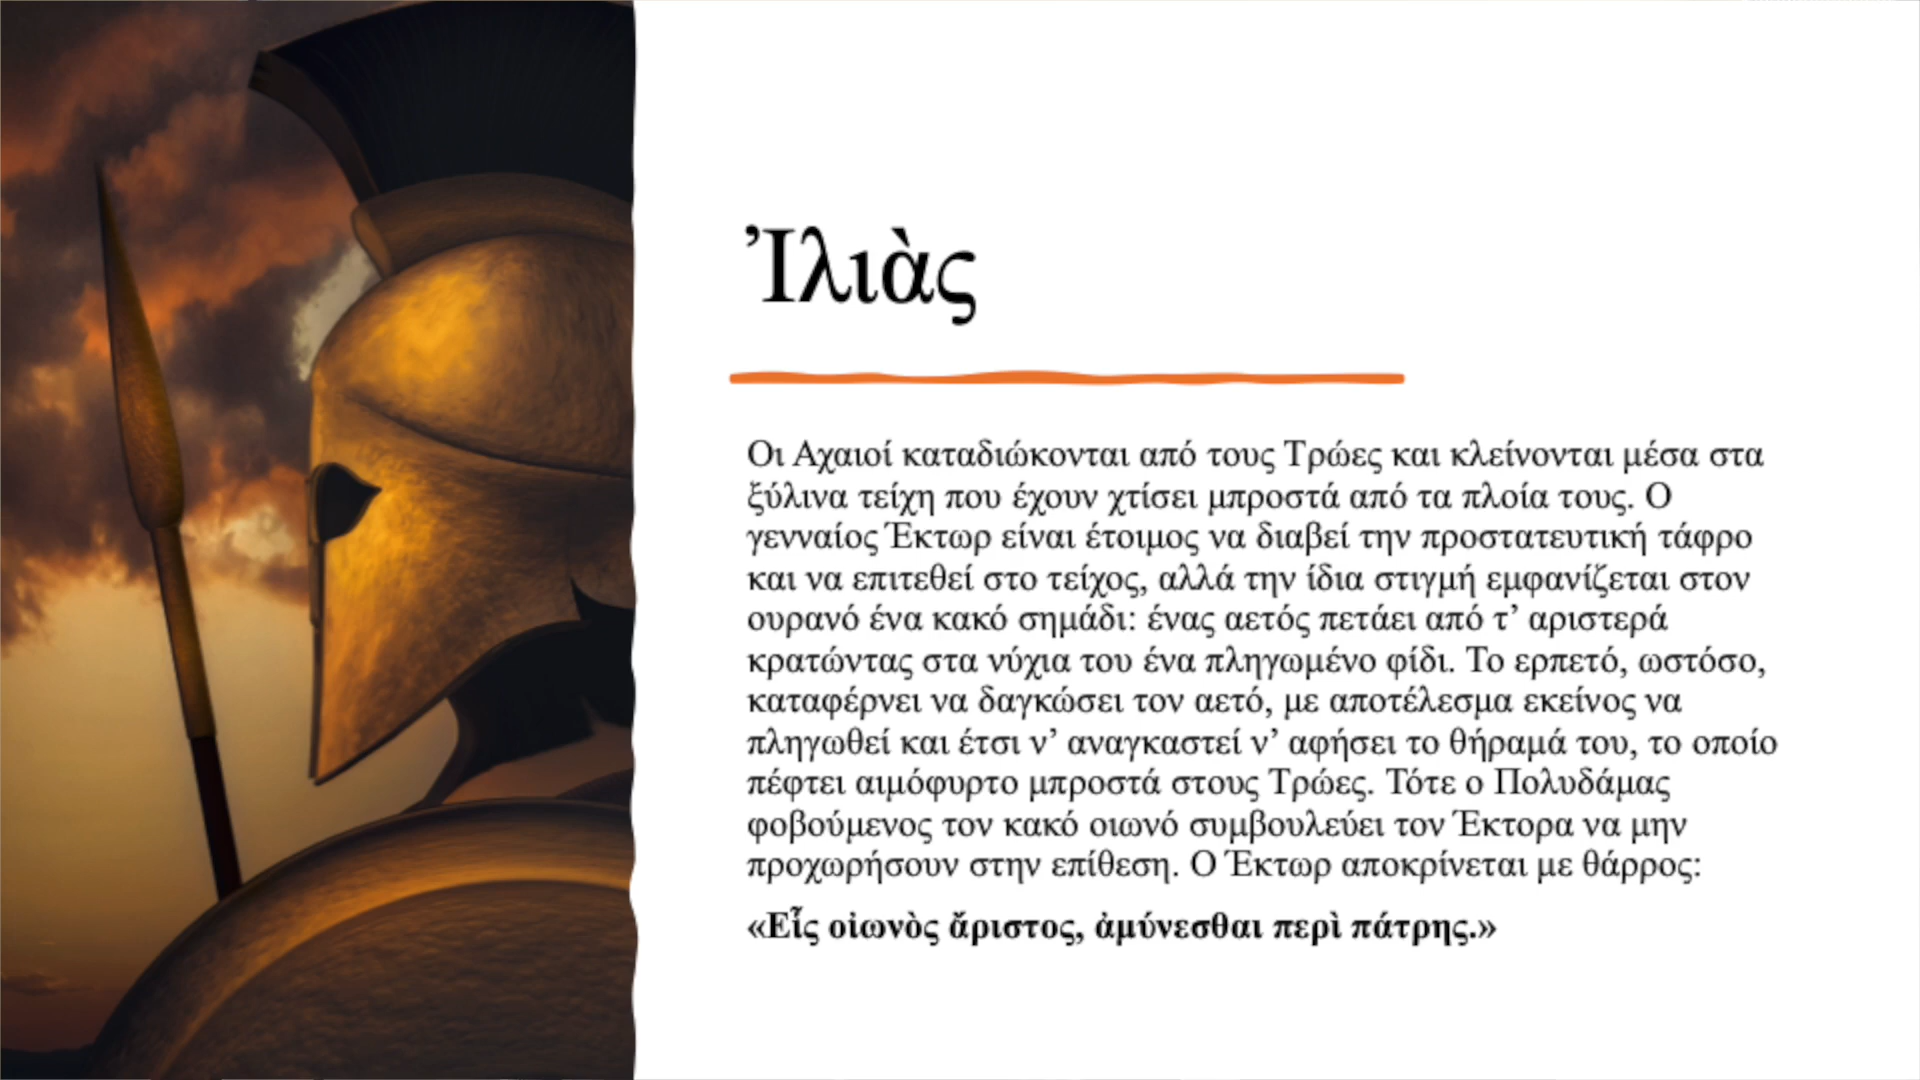 Ἰλιὰς
Οι Αχαιοί καταδιώκονται από τους Τρώες και κλείνονται μέσα στα
ξύλινα τείχη που έχουν χτίσει μπροστά από τα πλοία τους. Ο
γενναίος Έκτωρ είναι έτοιμος να διαβεί την προστατευτική τάφρο
και να επιτεθεί στο τείχος, αλλά την ίδια στιγμή εμφανίζεται στον
ουρανό ένα κακό σημάδι: ένας αετός πετάει από τ’ αριστερά
κρατώντας στα νύχια του ένα πληγωμένο φίδι. Το ερπετό, ωστόσο,
καταφέρνει να δαγκώσει τον αετό, με αποτέλεσμα εκείνος να
πληγωθεί και έτσι ν’ αναγκαστεί ν’ αφήσει το θήραμά του, το οποίο
πέφτει αιμόφυρτο μπροστά στους Τρώες. Τότε ο Πολυδάμας
φοβούμενος τον κακό οιωνό συμβουλεύει τον Έκτορα να μην
προχωρήσουν στην επίθεση. Ο Έκτωρ αποκρίνεται με θάρρος:
«Εἷς οἰωνὸς ἄριστος, ἀμύνεσθαι περὶ πάτρης.»